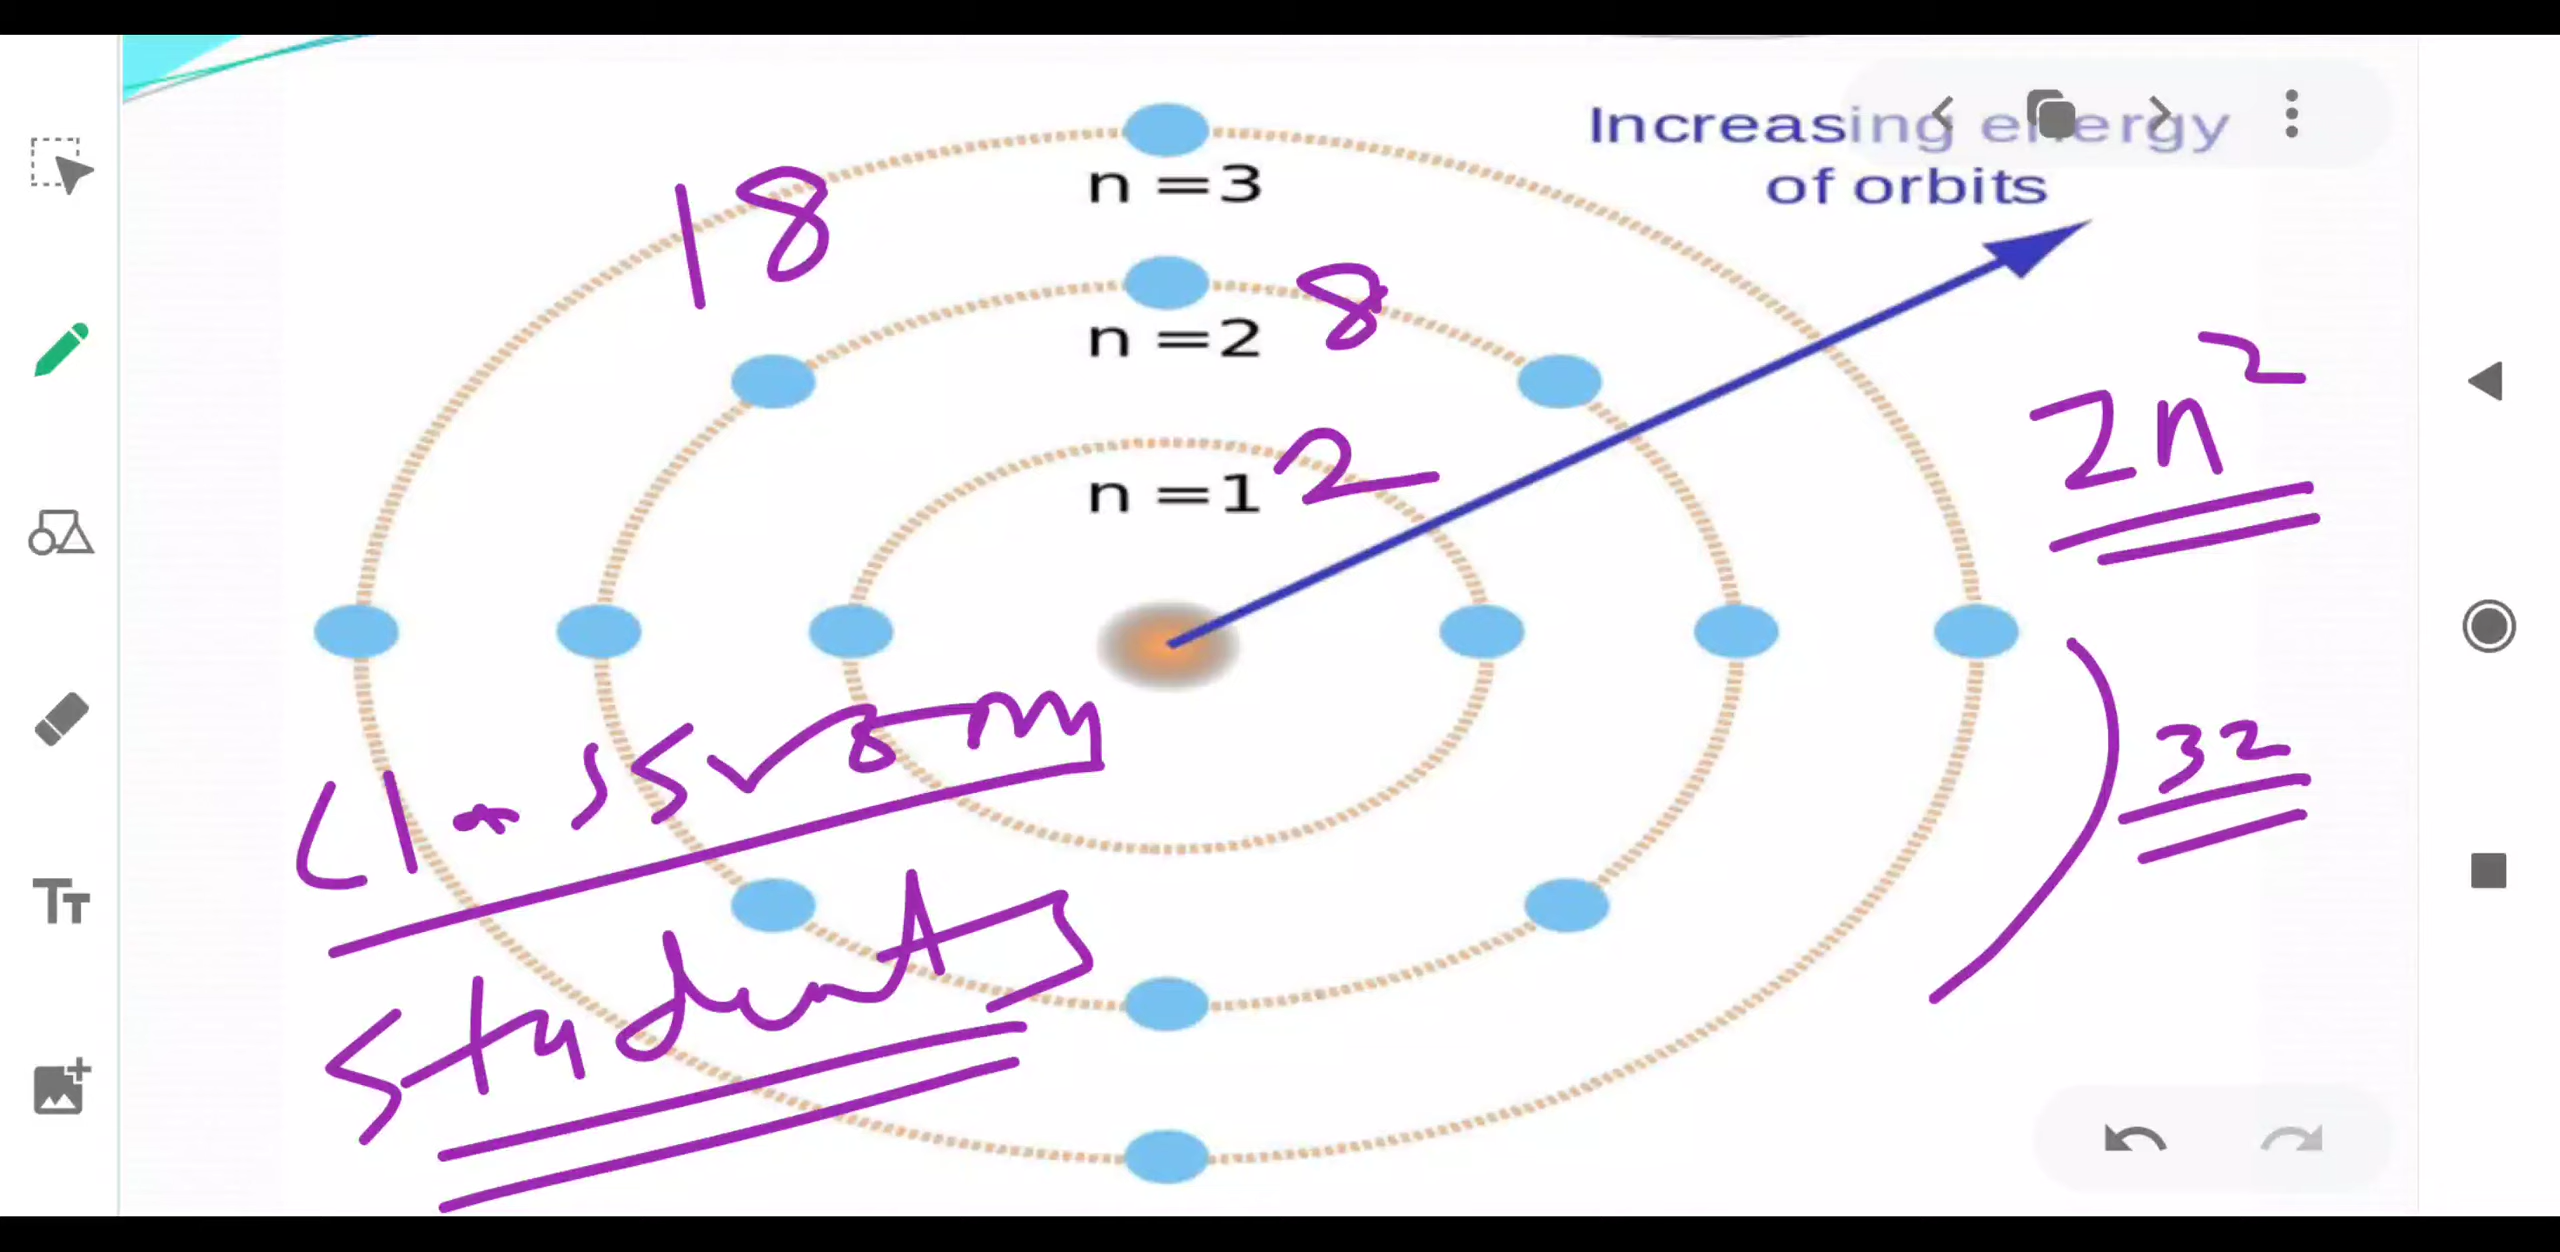 Increasing energy
of orbits
n =3
18
n =2 8
n =1 2
2n²
32
Classroom
Students